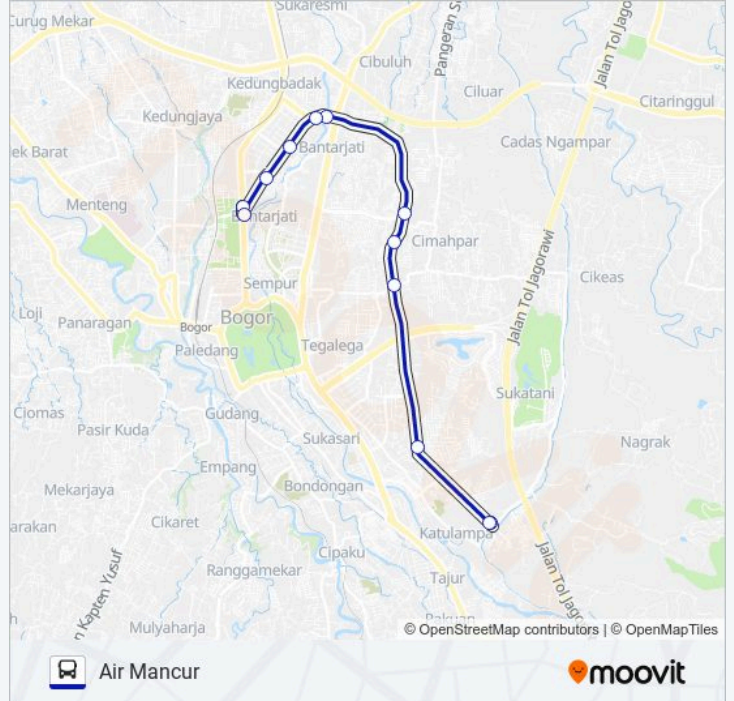 Sukaresmi
Curug Mekar
Pangeran S
Jalan Tol Jago
Cibuluh
Kedungbadak
Ciluar
Citaringgul
Kedungjaya
Cadas Ngampar
ek Barat
Bantarjati
Menteng
Bantarjati
Cimahpar
Jalan Tol Jagorawi
Cikeas
Sempur
Loji
Panaragan
Bogor
Bogor
Tegalega
Paledang
Sukatani
Ciomas
Gudang
Pasir Kuda
Sukasari
Nagrak
Empang
Bondongan
Mekarjaya
arakan
Cikaret
Katulampa
Cipaku
Jalan Tol Jago
Ranggamekar
Tajur
n Kapten Yusuf
Pakuan
Mulyaharja
h
© OpenStreetMap contributors | © OpenMapTiles
Air Mancur
moovit